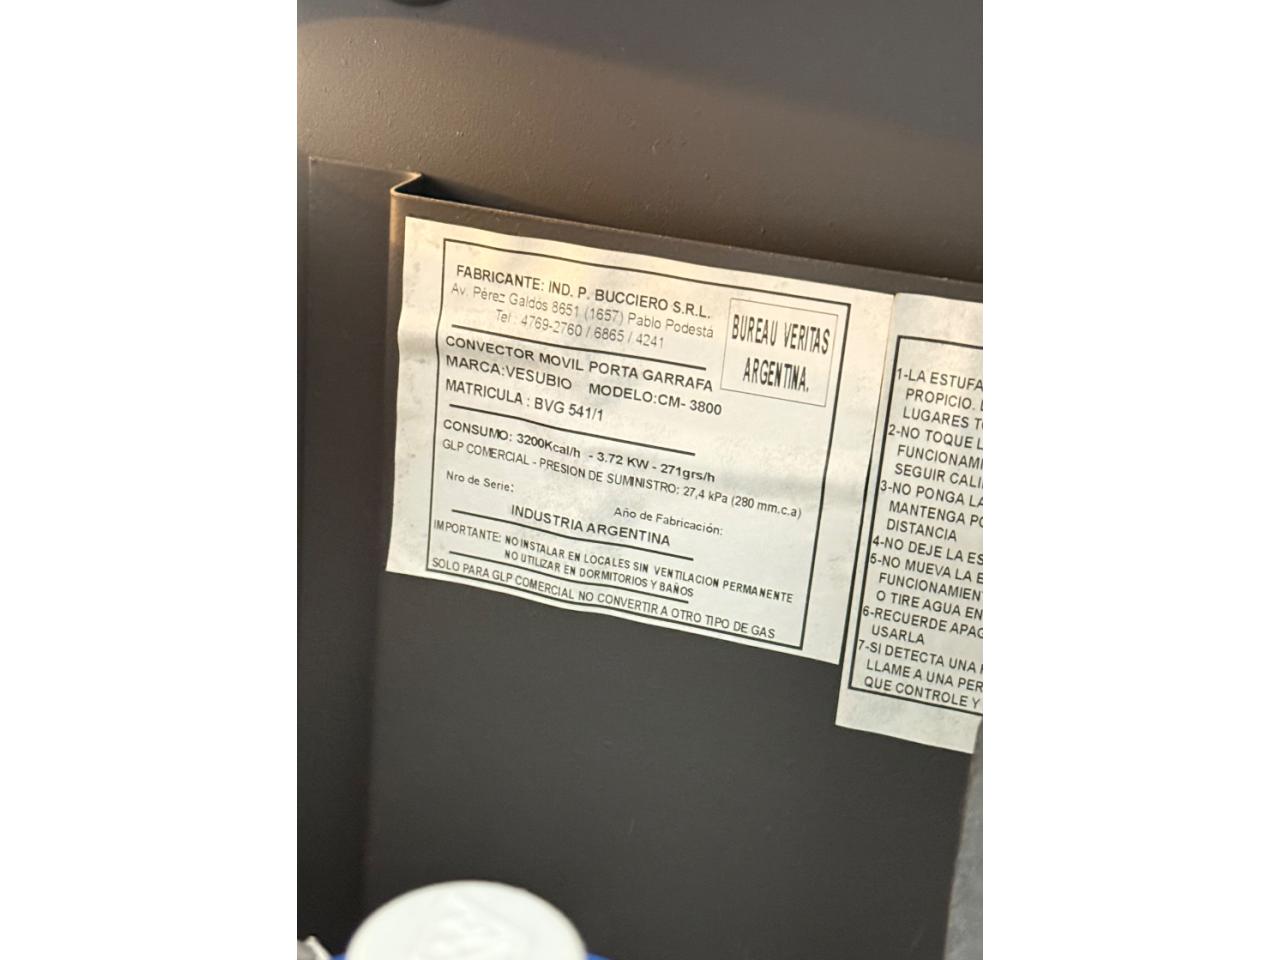 FABRICANTE: IND. P. BUCCIERO S.R.L.
Av. Pérez Galdós 8651 (1657) Pablo Podestá
Tel : 4769-2760 / 6865 / 4241
BUREAU VERITAS
ARGENTINA.
CONVECTOR MOVIL PORTA GARRAFA
MARCA:VESUBIO MODELO:CM- 3800
MATRICULA : BVG 541/1
CONSUMO: 3200Kcal/h - 3.72 KW - 271grs/h
GLP COMERCIAL - PRESION DE SUMINISTRO: 27,4 kPa (280 mm.c.a)
Nro de Serie:
Año de Fabricación:
INDUSTRIA ARGENTINA
IMPORTANTE: NO INSTALAR EN LOCALES SIN VENTILACION PERMANENTE
NO UTILIZAR EN DORMITORIOS Y BAÑOS
SOLO PARA GLP COMERCIAL NO CONVERTIR A OTRO TIPO DE GAS
1-LA ESTUFA
PROPICIO.
LUGARES
2-NO TOQUE
FUNCIONAMI
SEGUIR CALI
3-NO PONGA LA
MANTENGA
DISTANCIA
4-NO DEJE LA ES
5-NO MUEVA LA E
FUNCIONAMIEN
O TIRE AGUA EN
6-RECUERDE APAG
USARLA
7-SI DETECTA UNA
LLAME A UNA PER
QUE CONTROLE Y